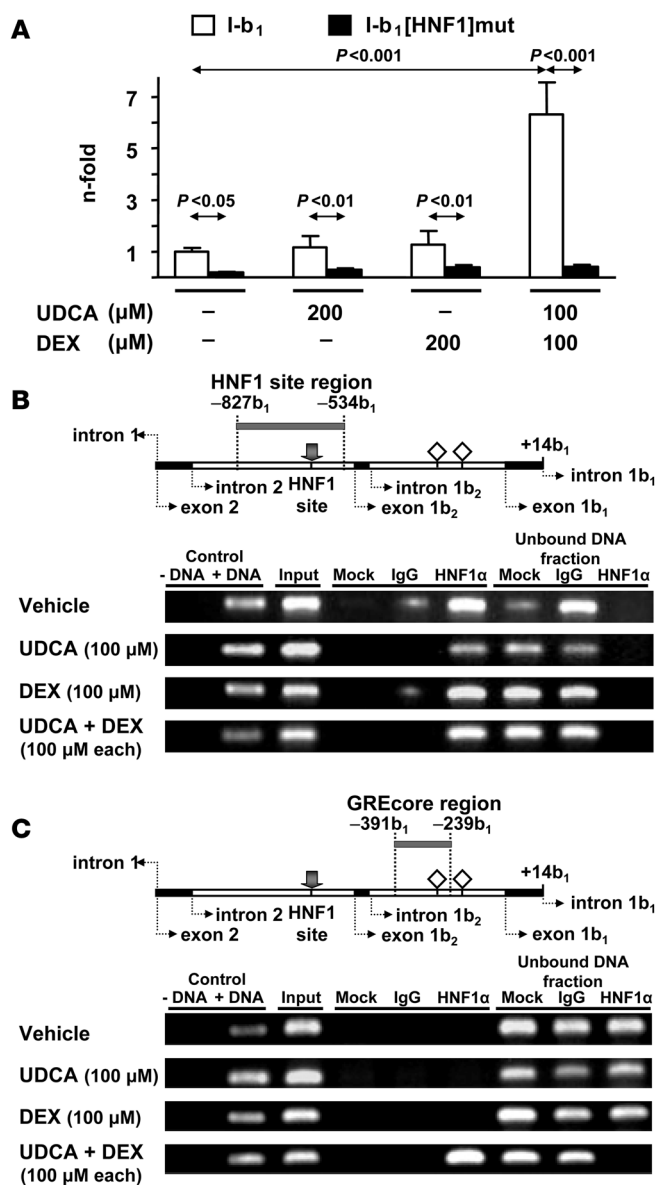 A
I-b1 I-b1[HNF1]mut
P<0.001 P<0.001
n-fold
7
5
3
1
P<0.05 P<0.01 P<0.01
UDCA (μM) – 200 – 100
DEX (μM) – – 200 100
B
HNF1 site region
–827b1 –534b1
intron 1 +14b1
intron 2 HNF1 site intron 1b2 intron 1b1
exon 2 exon 1b2 exon 1b1
Unbound DNA fraction
Control
- DNA + DNA Input Mock IgG HNF1α Mock IgG HNF1α
Vehicle
UDCA (100 μM)
DEX (100 μM)
UDCA + DEX
(100 μM each)
C
GREcore region
–391b1 –239b1
intron 1 +14b1
intron 2 HNF1 site intron 1b2 intron 1b1
exon 2 exon 1b2 exon 1b1
Unbound DNA fraction
Control
- DNA + DNA Input Mock IgG HNF1α Mock IgG HNF1α
Vehicle
UDCA (100 μM)
DEX (100 μM)
UDCA + DEX
(100 μM each)